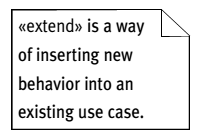 «extend» is a way
of inserting new
behavior into an
existing use case.